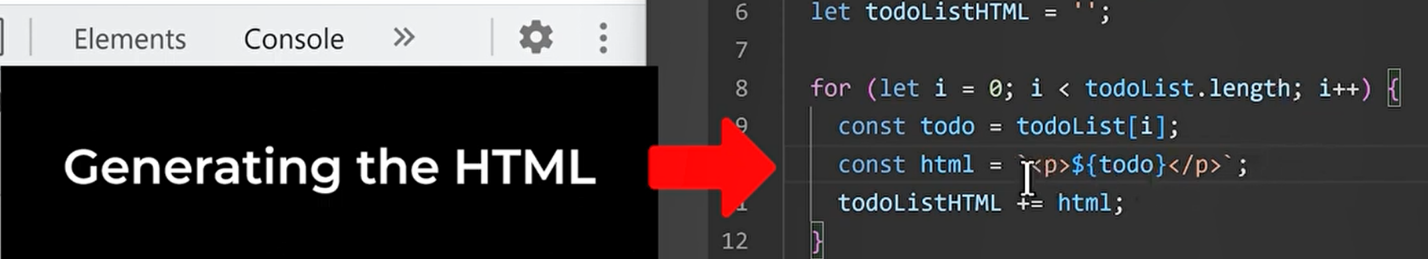 Elements Console »
Generating the HTML
6 let todoListHTML = '';
7
8 for (let i = 0; i < todoList.length; i++) {
9 const todo = todoList[i];
const html = `<p>${todo}</p>`;
1 todoListHTML += html;
12 }